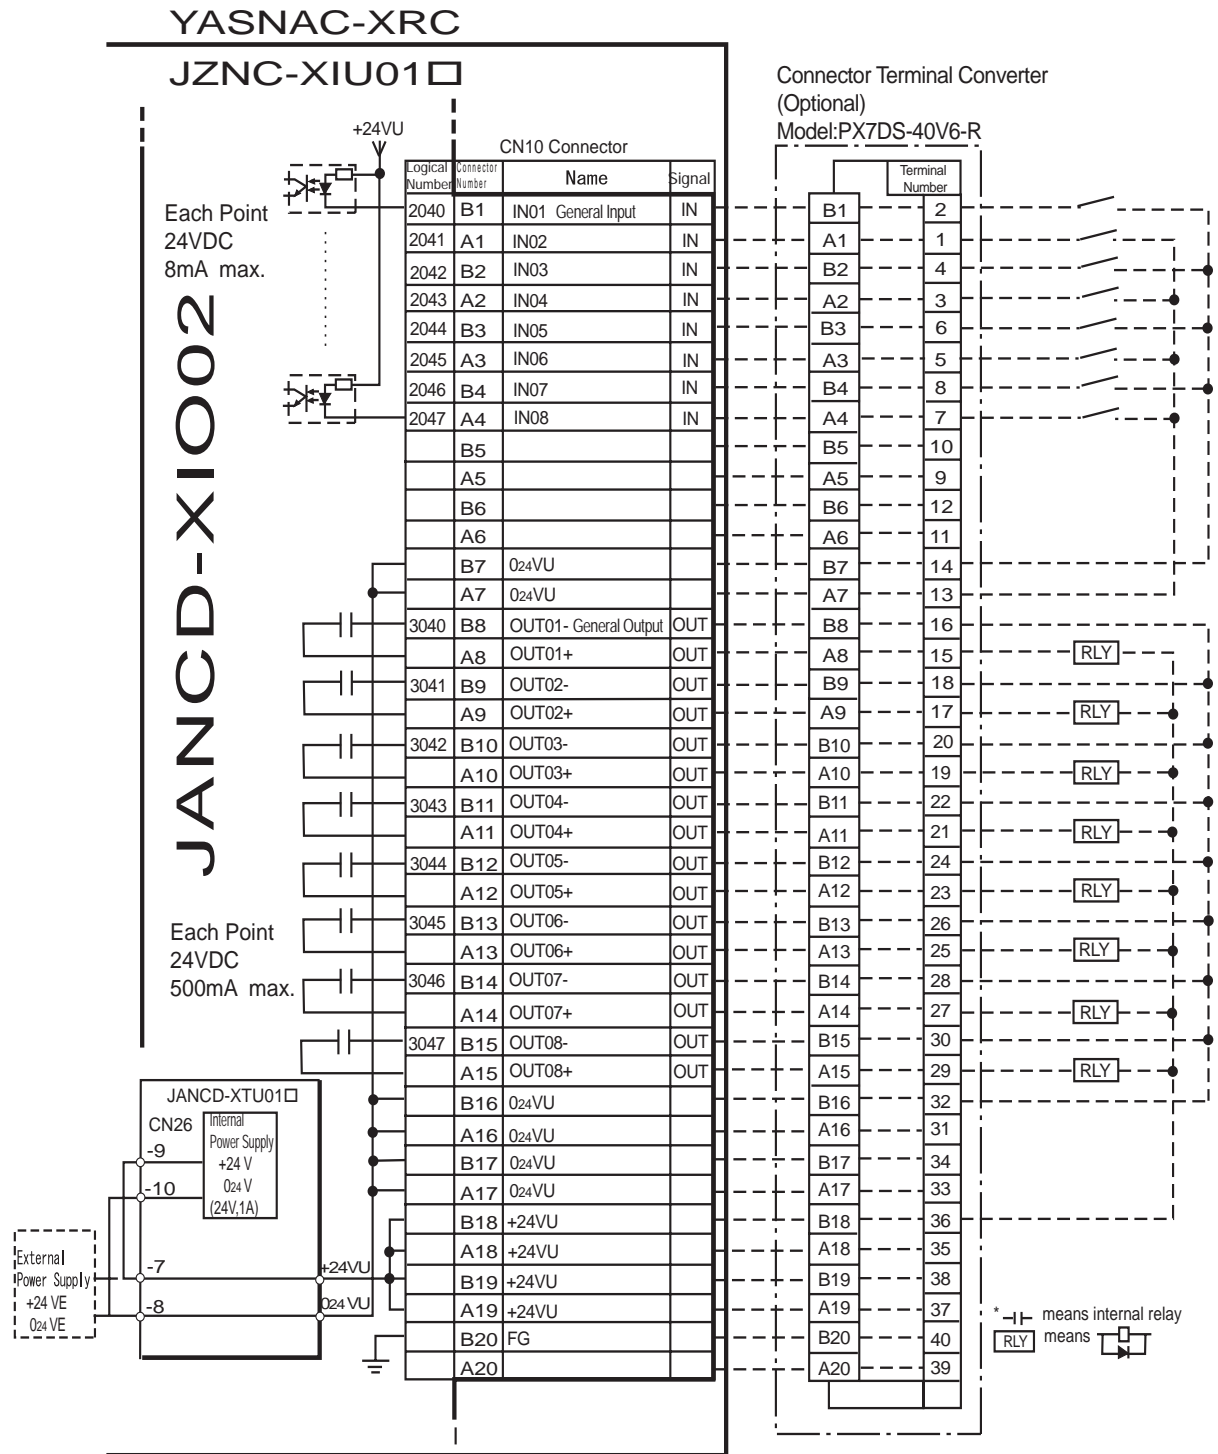 YASNAC-XRC
JZNC-XIU01□
Connector Terminal Converter
(Optional)
Model:PX7DS-40V6-R
+24VU
CN10 Connector
Logical Number Connector Number Name Signal Terminal Number
2040 B1 IN01 General Input IN B1 2
2041 A1 IN02 IN A1 1
2042 B2 IN03 IN B2 4
2043 A2 IN04 IN A2 3
2044 B3 IN05 IN B3 6
2045 A3 IN06 IN A3 5
2046 B4 IN07 IN B4 8
2047 A4 IN08 IN A4 7
B5 B5 10
A5 A5 9
B6 B6 12
A6 A6 11
B7 024VU B7 14
A7 024VU A7 13
3040 B8 OUT01- General Output OUT B8 16
A8 OUT01+ OUT A8 15 RLY
3041 B9 OUT02- OUT B9 18
A9 OUT02+ OUT A9 17 RLY
3042 B10 OUT03- OUT B10 20
A10 OUT03+ OUT A10 19 RLY
3043 B11 OUT04- OUT B11 22
A11 OUT04+ OUT A11 21 RLY
3044 B12 OUT05- OUT B12 24
A12 OUT05+ OUT A12 23 RLY
3045 B13 OUT06- OUT B13 26
A13 OUT06+ OUT A13 25 RLY
3046 B14 OUT07- OUT B14 28
A14 OUT07+ OUT A14 27 RLY
3047 B15 OUT08- OUT B15 30
A15 OUT08+ OUT A15 29 RLY
B16 024VU B16 32
A16 024VU A16 31
B17 024VU B17 34
A17 024VU A17 33
B18 +24VU B18 36
A18 +24VU A18 35
B19 +24VU B19 38
A19 +24VU A19 37
B20 FG B20 40
A20 A20 39
Each Point
24VDC
8mA max.
JANCD-XIO02
Each Point
24VDC
500mA max.
JANCD-XTU01□
CN26
Internal
Power Supply
+24 V
024 V
(24V,1A)
-9
-10
-7
-8
+24VU
024 VU
External
Power Supply
+24 VE
024 VE
* means internal relay
RLY means